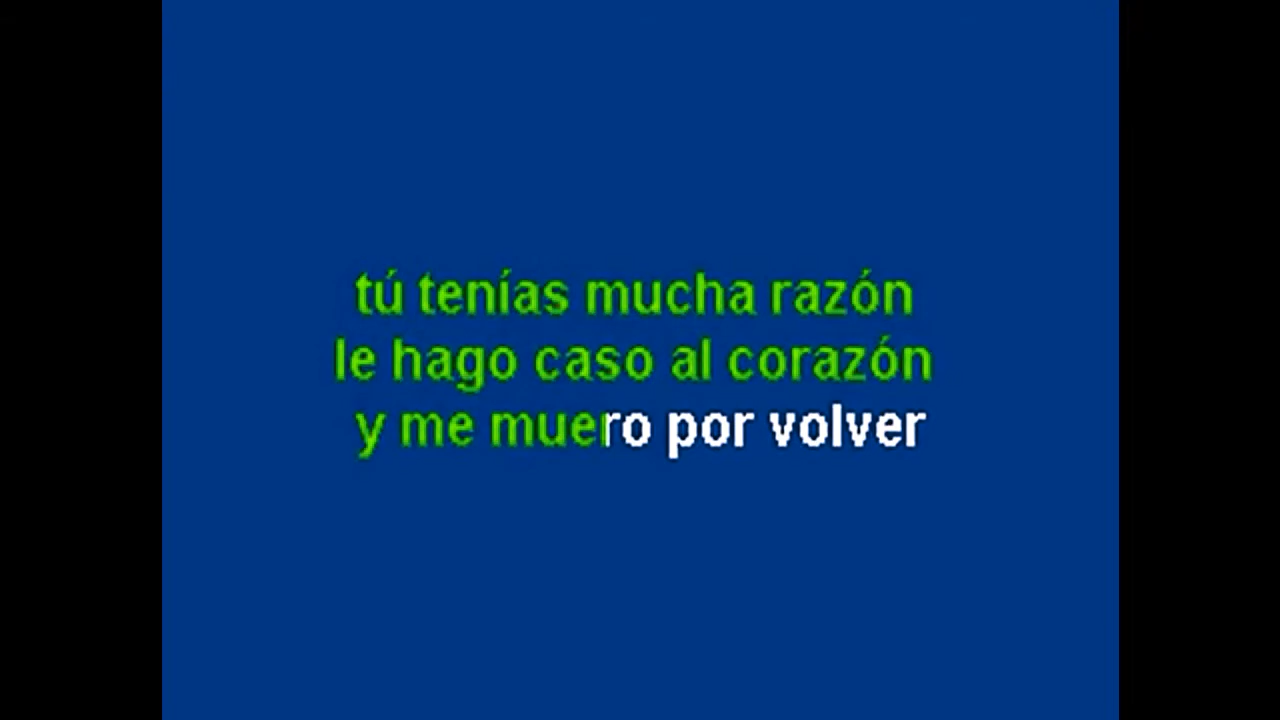 tú tenías mucha razón
le hago caso al corazón
y me muero por volver